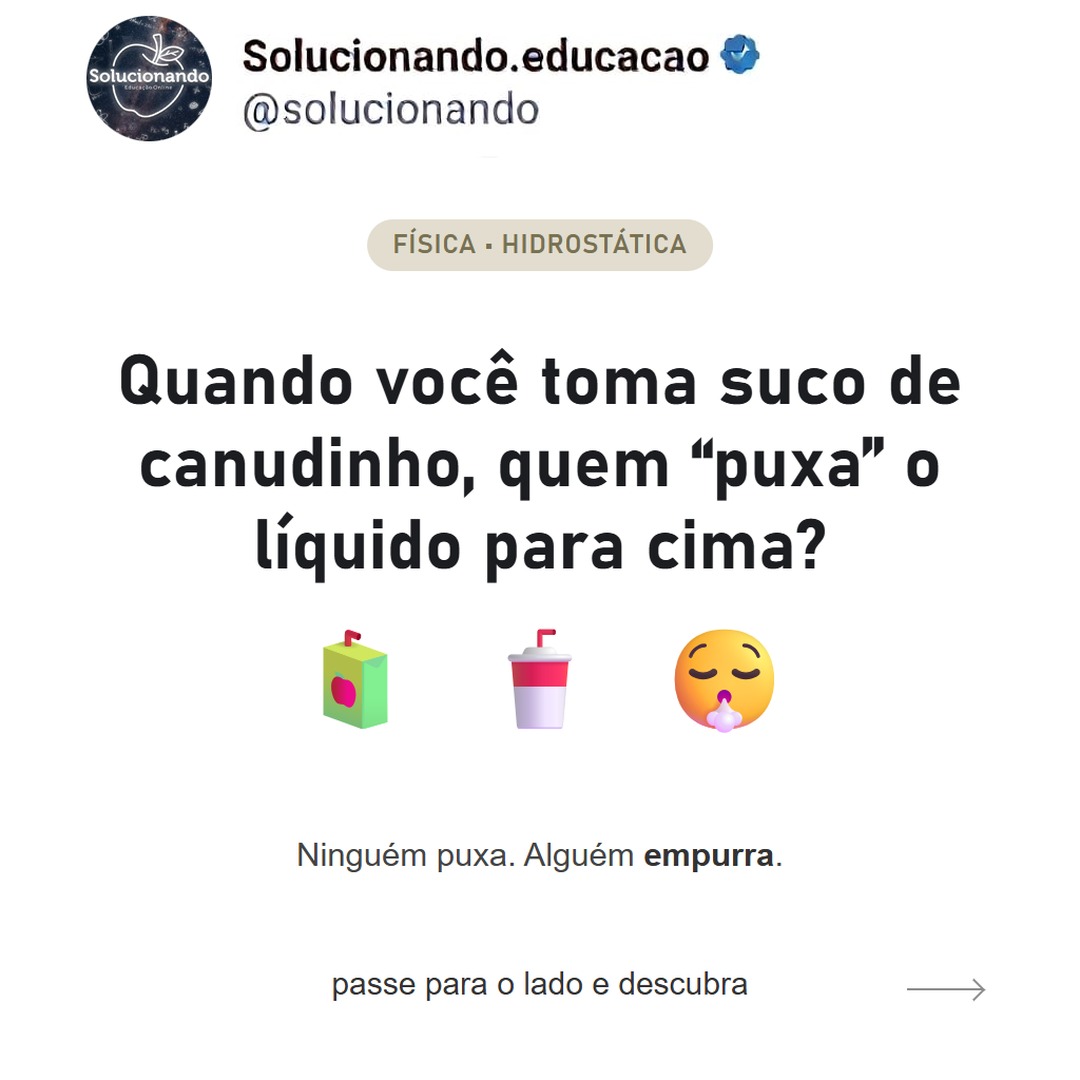 Solucionando
Educação Online
Solucionando.educacao
@solucionando
FÍSICA • HIDROSTÁTICA
Quando você toma suco de
canudinho, quem “puxa” o
líquido para cima?
Ninguém puxa. Alguém empurra.
passe para o lado e descubra